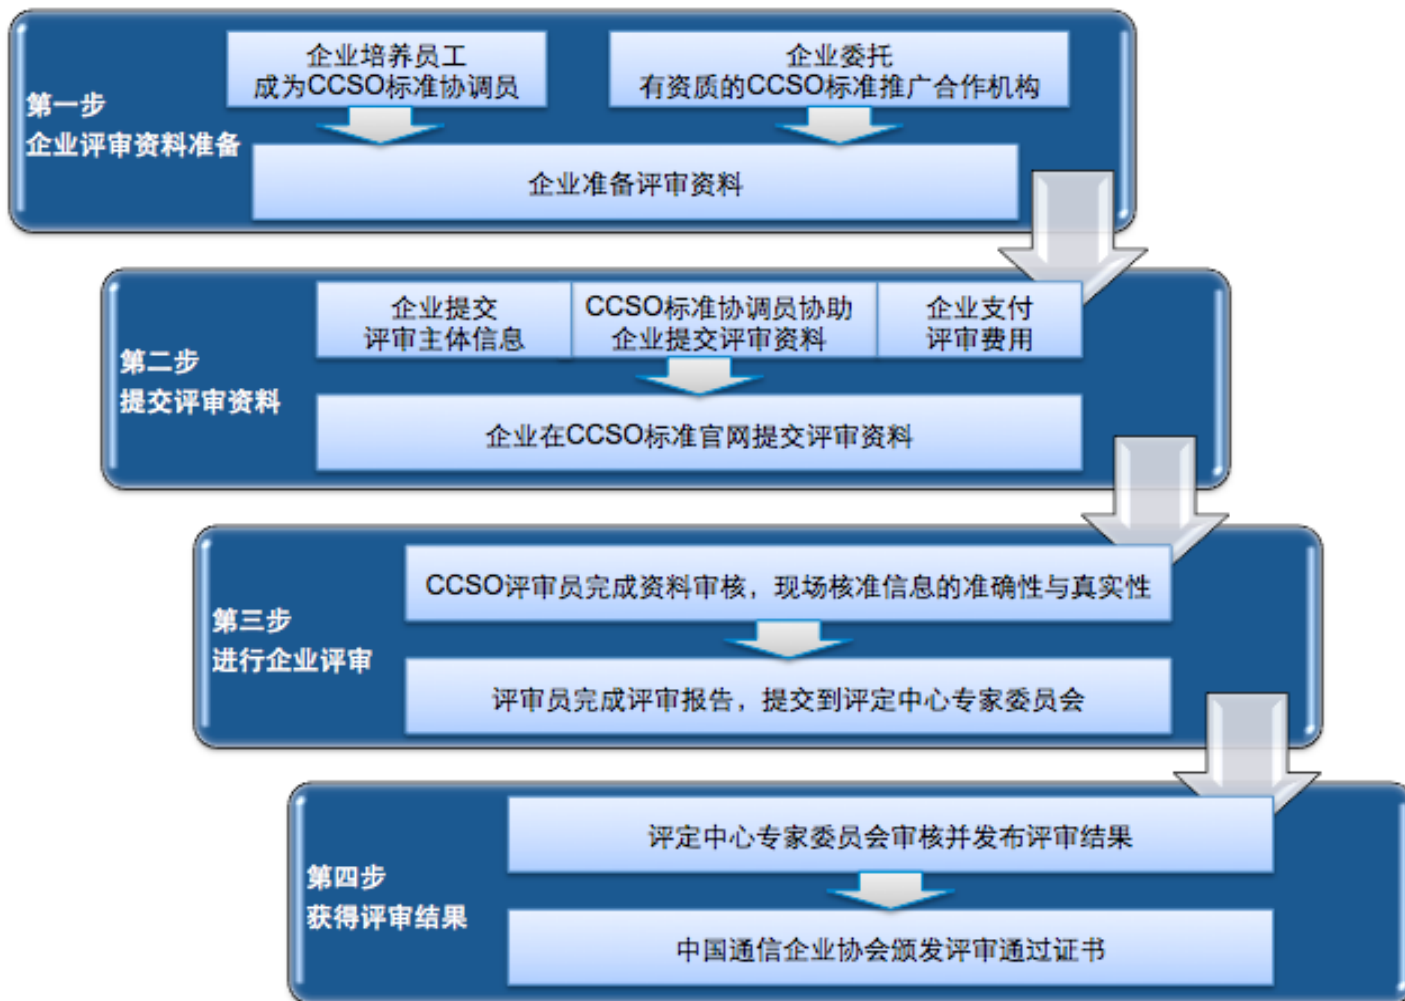 第一步
企业评审资料准备
企业培养员工
成为CCSO标准协调员
企业委托
有资质的CCSO标准推广合作机构
企业准备评审资料
第二步
提交评审资料
企业提交
评审主体信息
CCSO标准协调员协助
企业提交评审资料
企业支付
评审费用
企业在CCSO标准官网提交评审资料
第三步
进行企业评审
CCSO评审员完成资料审核，现场核准信息的准确性与真实性
评审员完成评审报告，提交到评定中心专家委员会
第四步
获得评审结果
评定中心专家委员会审核并发布评审结果
中国通信企业协会颁发评审通过证书